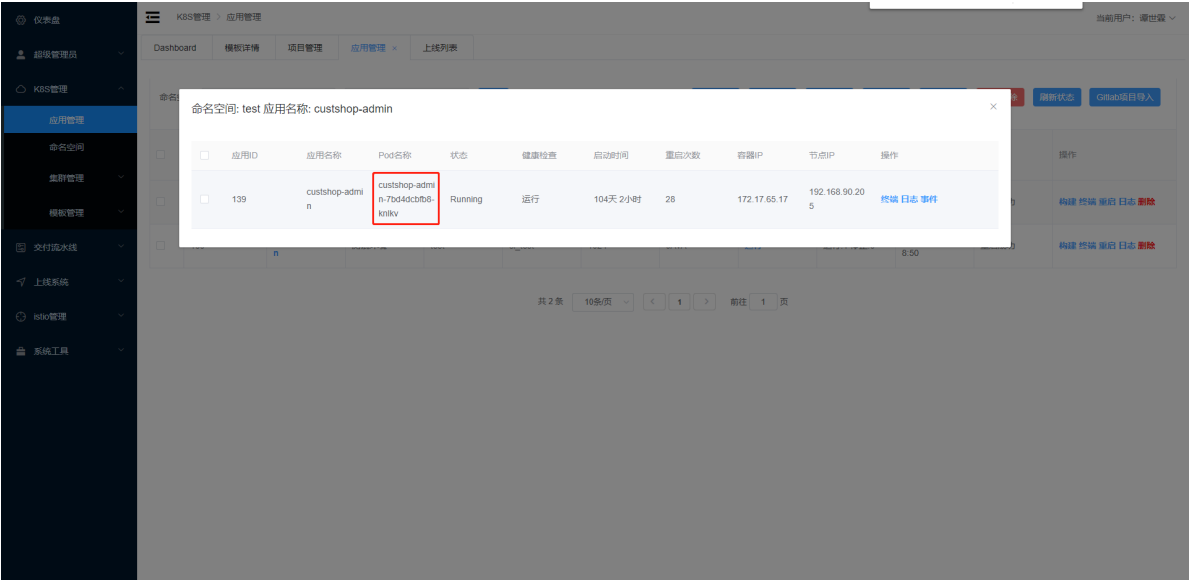 仪表盘
K8S管理 > 应用管理
当前用户：谭世霖
超级管理员
Dashboard 模板详情 项目管理 应用管理 × 上线列表
K8S管理
命名
刷新状态 Gitlab项目导入
命名空间: test 应用名称: custshop-admin ×
应用管理
命名空间
集群管理
模板管理
应用ID 应用名称 Pod名称 状态 健康检查 启动时间 重启次数 容器IP 节点IP 操作
操作
139 custshop-admi
n custshop-admi
n-7bd4dcbfb8-
knlkv Running 运行 104天 2小时 28 172.17.65.17 192.168.90.20
5 终端 日志 事件
构建 终端 重启 日志 删除
交付流水线
n 8:50 构建 终端 重启 日志 删除
上线系统
共 2 条 10条/页 < 1 > 前往 1 页
istio管理
系统工具